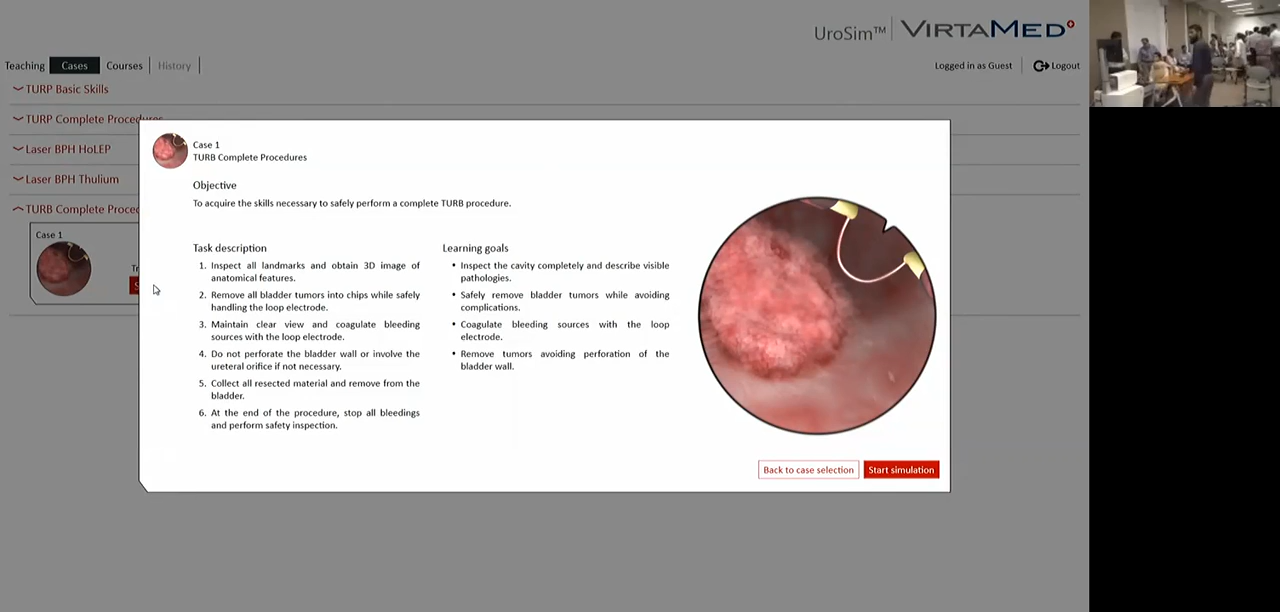 UroSim™ VIRTAMED
Teaching Cases Courses History
Logged in as Guest Logout
TURP Basic Skills
TURP Complete Procedures
Laser BPH HoLEP
Laser BPH Thulium
TURB Complete Proced
Case 1
Tr
S
Case 1
TURB Complete Procedures
Objective
To acquire the skills necessary to safely perform a complete TURB procedure.
Task description
1. Inspect all landmarks and obtain 3D image of
anatomical features.
2. Remove all bladder tumors into chips while safely
handling the loop electrode.
3. Maintain clear view and coagulate bleeding
sources with the loop electrode.
4. Do not perforate the bladder wall or involve the
ureteral orifice if not necessary.
5. Collect all resected material and remove from the
bladder.
6. At the end of the procedure, stop all bleedings
and perform safety inspection.
Learning goals
• Inspect the cavity completely and describe visible
pathologies.
• Safely remove bladder tumors while avoiding
complications.
• Coagulate bleeding sources with the loop
electrode.
• Remove tumors avoiding perforation of the
bladder wall.
Back to case selection Start simulation